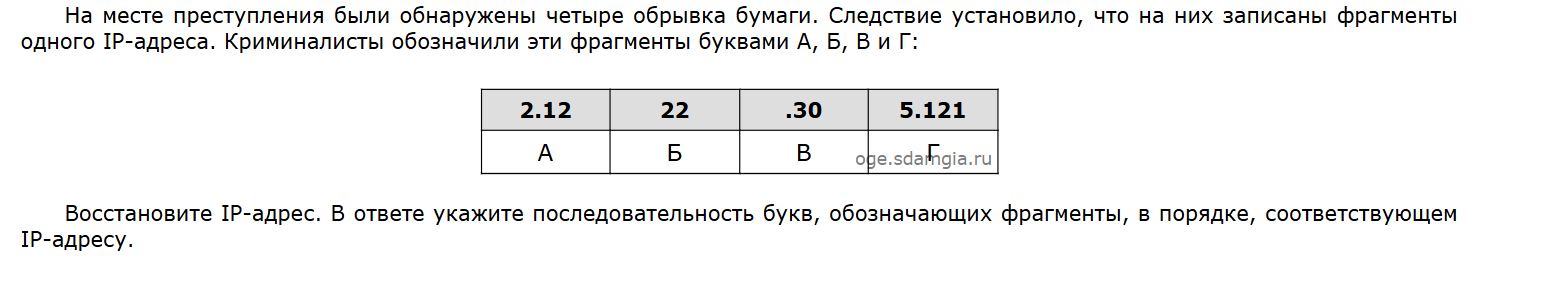 На месте преступления были обнаружены четыре обрывка бумаги. Следствие установило, что на них записаны фрагменты
одного IP-адреса. Криминалисты обозначили эти фрагменты буквами А, Б, В и Г:
2.12 22 .30 5.121
А Б В Г
oge.sdamgia.ru
Восстановите IP-адрес. В ответе укажите последовательность букв, обозначающих фрагменты, в порядке, соответствующем
IP-адресу.